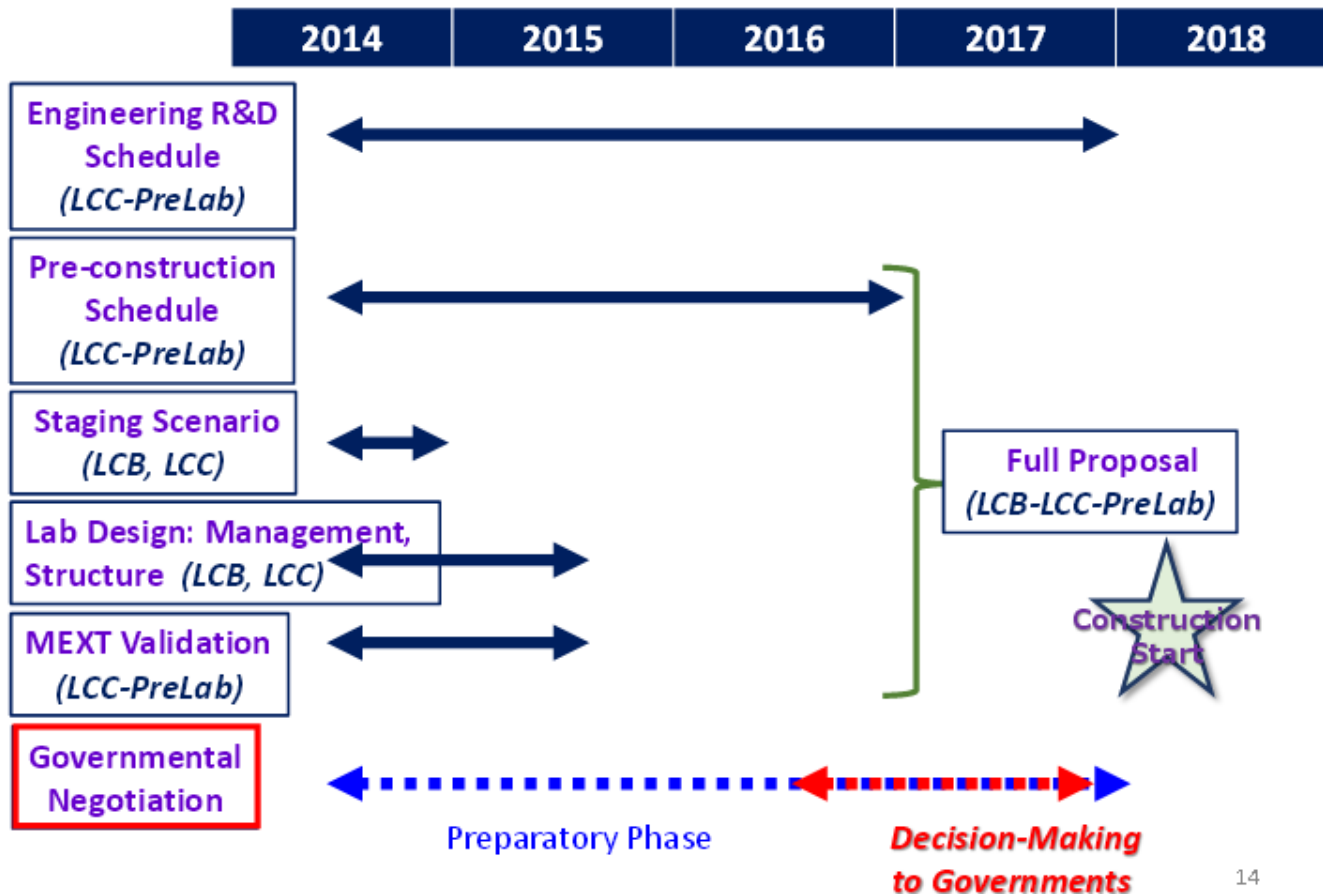 2014 2015 2016 2017 2018
Engineering R&D
Schedule
(LCC-PreLab)
Pre-construction
Schedule
(LCC-PreLab)
Staging Scenario
(LCB, LCC)
Full Proposal
(LCB-LCC-PreLab)
Lab Design: Management,
Structure (LCB, LCC)
MEXT Validation
(LCC-PreLab)
Construction
Start
Governmental
Negotiation
Preparatory Phase
Decision-Making
to Governments
14